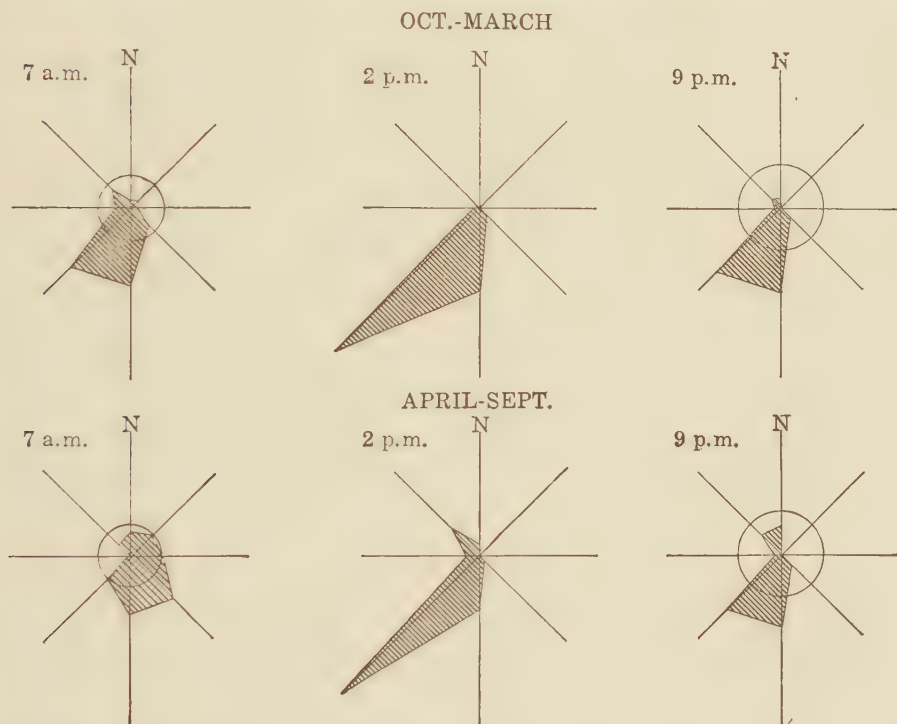 OCT.-MARCH
7 a.m.
N
2 p.m.
N
9 p.m.
N
APRIL-SEPT.
7 a.m.
N
2 p.m.
N
9 p.m.
N